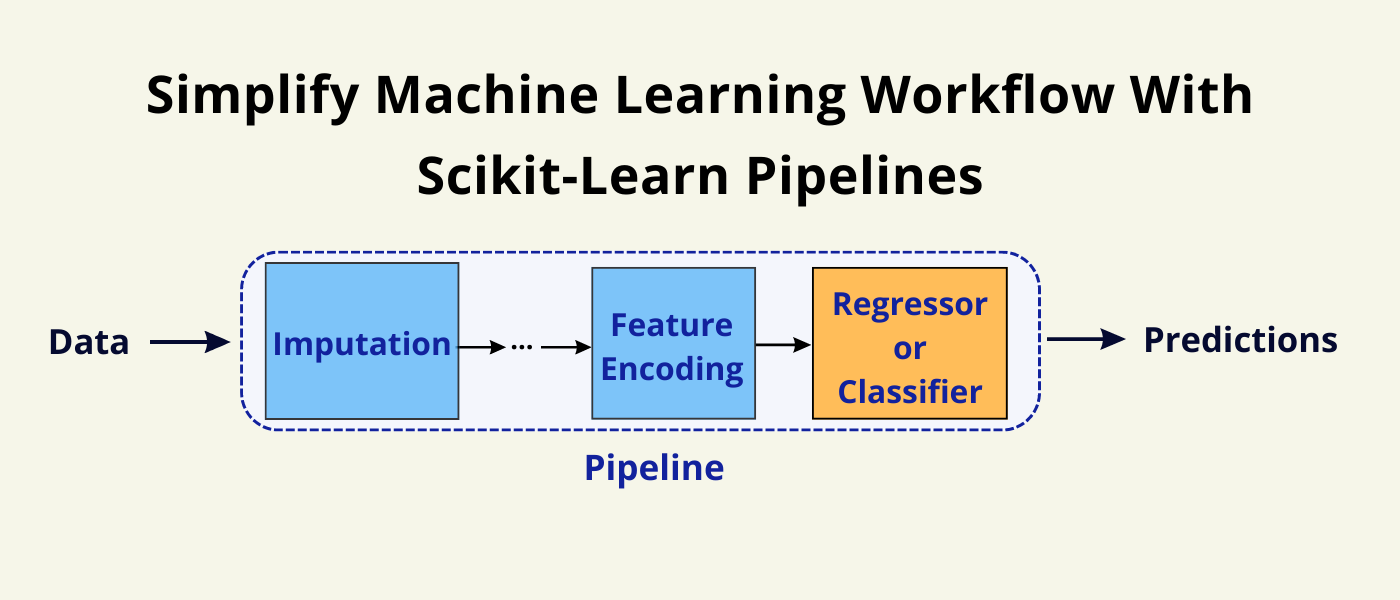 Simplify Machine Learning Workflow With
Scikit-Learn Pipelines
Data
Imputation
...
Feature
Encoding
Regressor
or
Classifier
Predictions
Pipeline